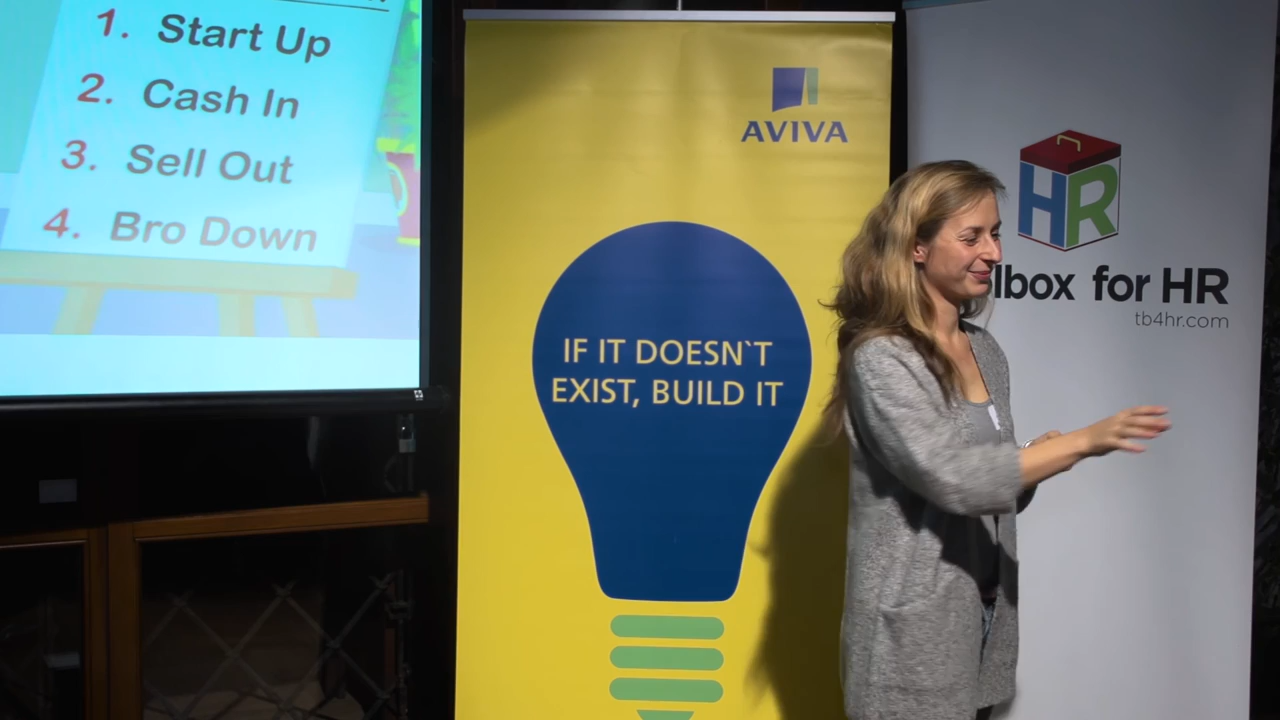 1. Start Up
2. Cash In
3. Sell Out
4. Bro Down
AVIVA
IF IT DOESN`T
EXIST, BUILD IT
HR
lbox for HR
tb4hr.com